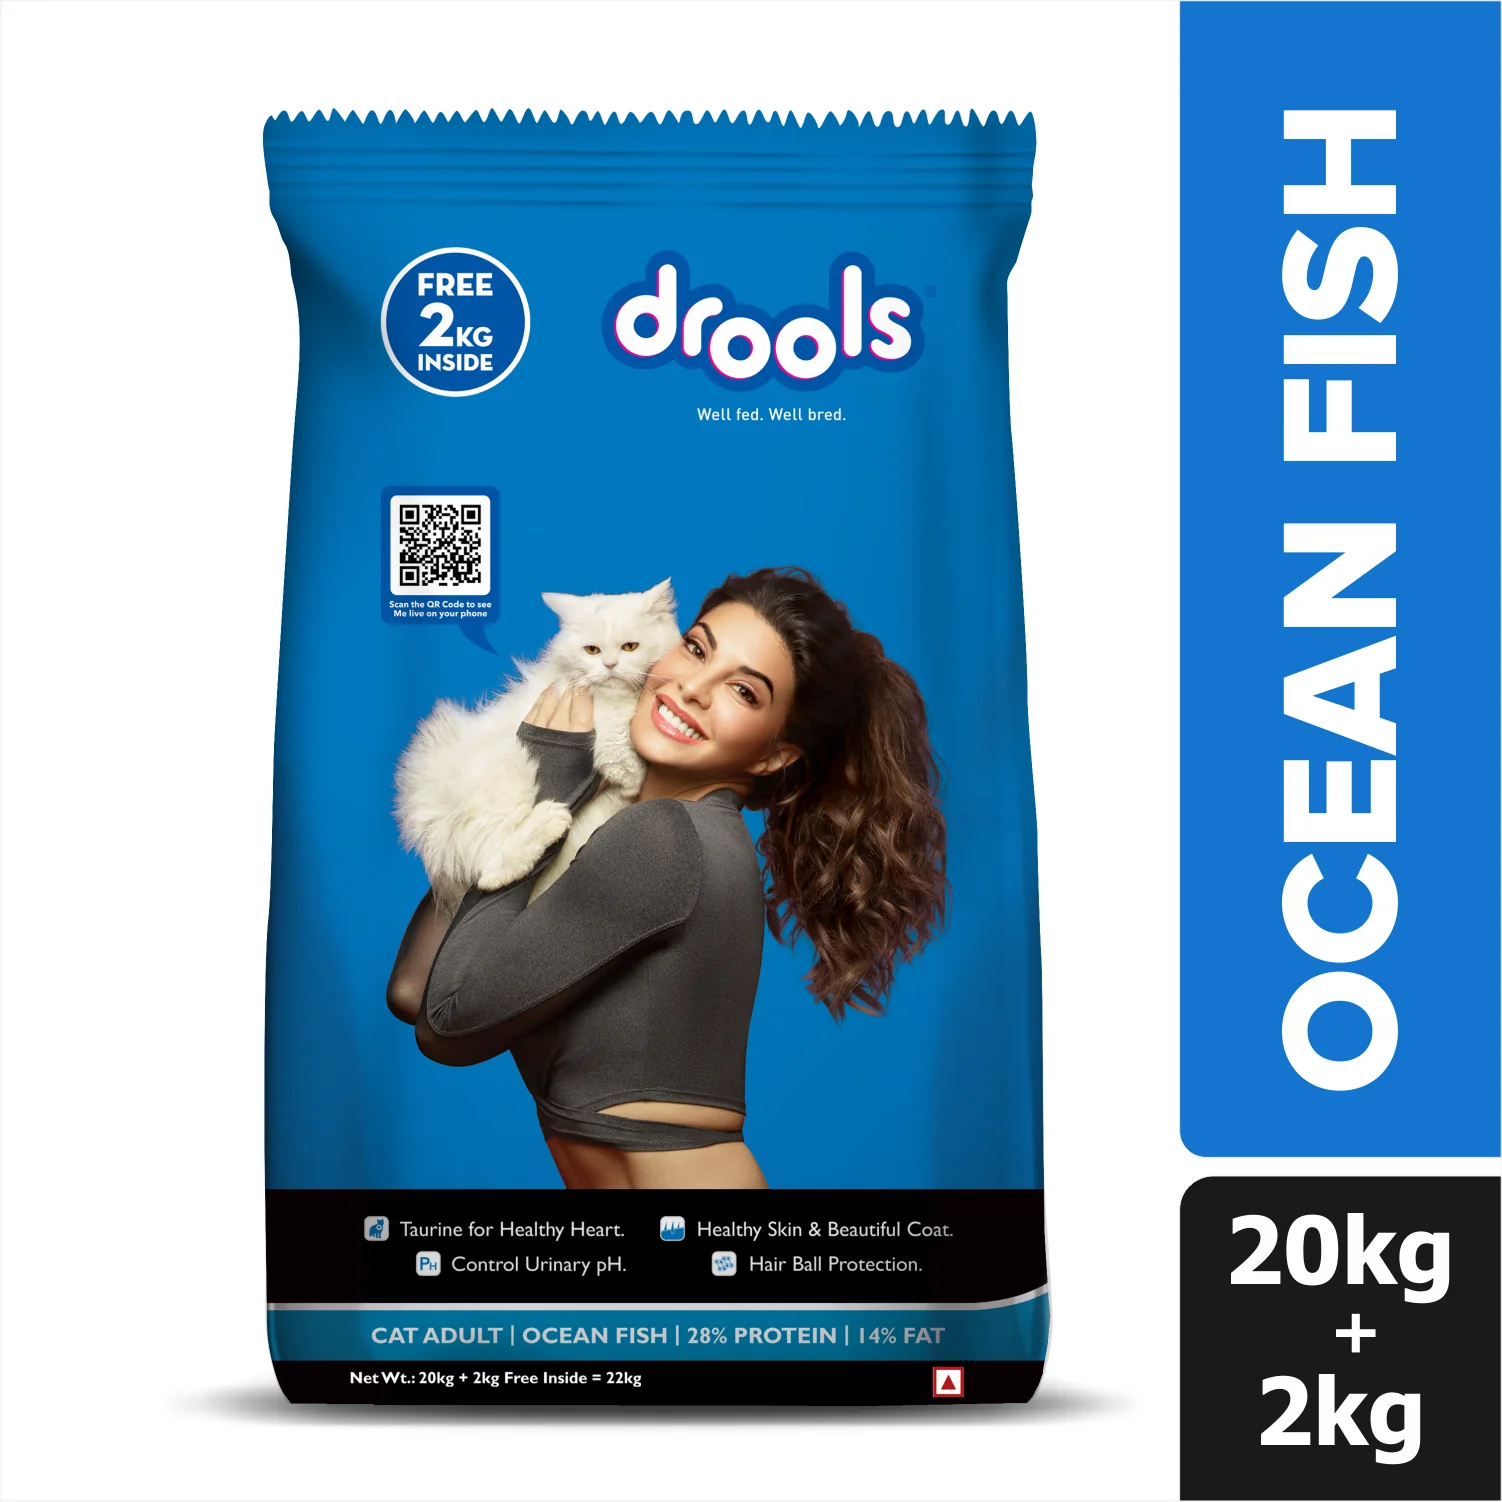 FREE
2KG
INSIDE
drools®
Well fed. Well bred.
Scan the QR Code to see
Me live on your phone
Taurine for Healthy Heart.
Healthy Skin & Beautiful Coat.
PH
Control Urinary pH.
Hair Ball Protection.
CAT ADULT | OCEAN FISH | 28% PROTEIN | 14% FAT
Net Wt.: 20kg + 2kg Free Inside = 22kg
OCEAN FISH
20kg
+
2kg